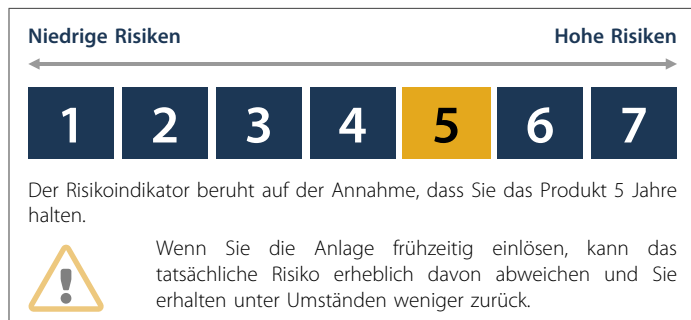 Niedrige Risiken Hohe Risiken
1 2 3 4 5 6 7
Der Risikoindikator beruht auf der Annahme, dass Sie das Produkt 5 Jahre
halten.
Wenn Sie die Anlage frühzeitig einlösen, kann das
tatsächliche Risiko erheblich davon abweichen und Sie
erhalten unter Umständen weniger zurück.